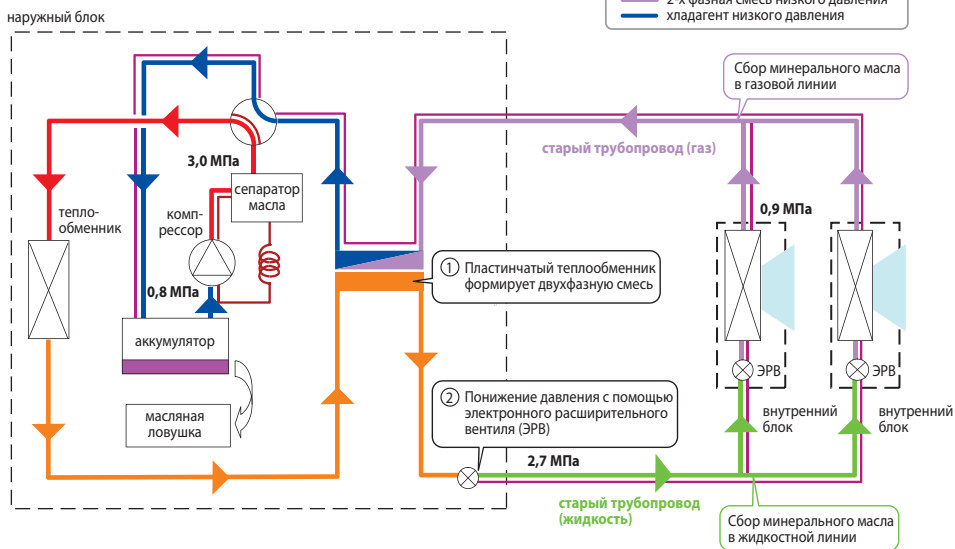 2-х фазная смесь низкого давления
хладагент низкого давления
наружный блок
Сбор минерального масла
в газовой линии
старый трубопровод (газ)
3,0 МПа
сепаратор
масла
тепло-
обменник
комп-
рессор
0,9 МПа
① Пластинчатый теплообменник
формирует двухфазную смесь
0,8 МПа
аккумулятор
ЭРВ
ЭРВ
масляная
ловушка
② Понижение давления с помощью
электронного расширительного
вентиля (ЭРВ)
внутренний
блок
внутренний
блок
2,7 МПа
старый трубопровод
(жидкость)
Сбор минерального масла
в жидкостной линии